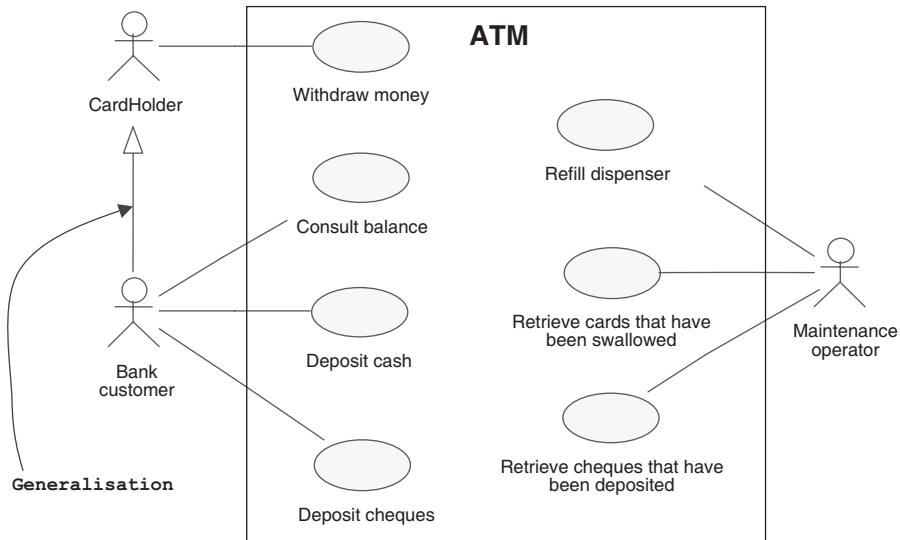 ATM
CardHolder
Withdraw money
Refill dispenser
Consult balance
Bank
customer
Deposit cash
Retrieve cards that have
been swallowed
Maintenance
operator
Generalisation
Deposit cheques
Retrieve cheques that have
been deposited